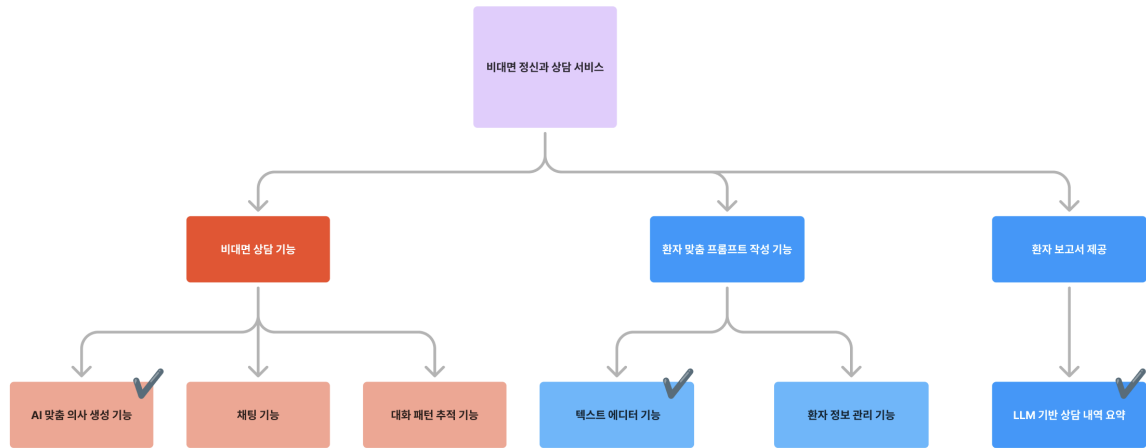 비대면 정신과 상담 서비스
비대면 상담 기능
환자 맞춤 프롬프트 작성 기능
환자 보고서 제공
AI 맞춤 의사 생성 기능
채팅 기능
대화 패턴 추적 기능
텍스트 에디터 기능
환자 정보 관리 기능
LLM 기반 상담 내역 요약